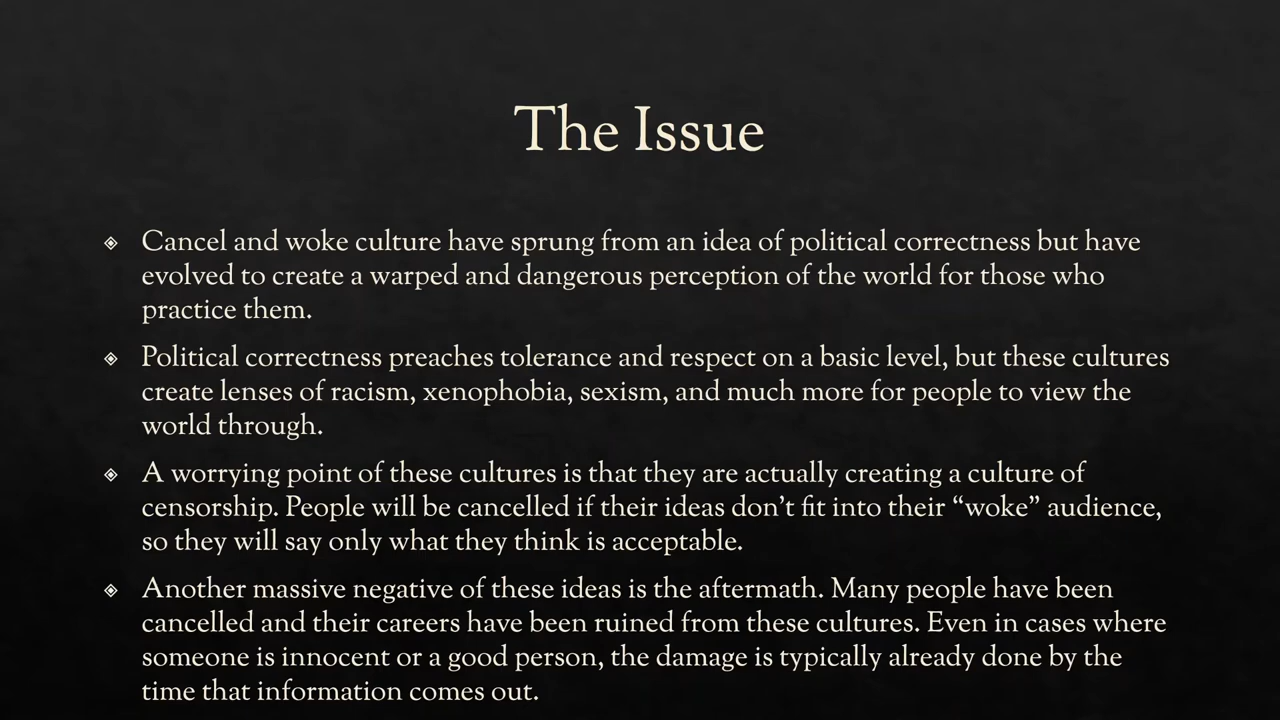 The Issue
Cancel and woke culture have sprung from an idea of political correctness but have
evolved to create a warped and dangerous perception of the world for those who
practice them.
Political correctness preaches tolerance and respect on a basic level, but these cultures
create lenses of racism, xenophobia, sexism, and much more for people to view the
world through.
A worrying point of these cultures is that they are actually creating a culture of
censorship. People will be cancelled if their ideas don’t fit into their “woke” audience,
so they will say only what they think is acceptable.
Another massive negative of these ideas is the aftermath. Many people have been
cancelled and their careers have been ruined from these cultures. Even in cases where
someone is innocent or a good person, the damage is typically already done by the
time that information comes out.